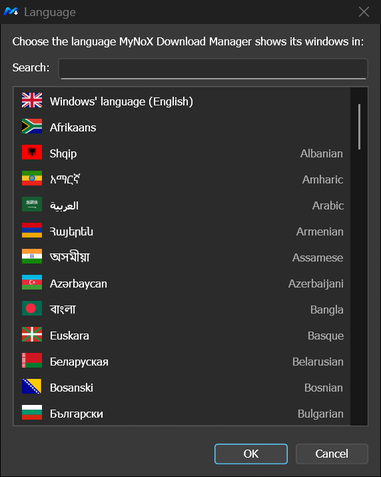 Language
Choose the language MyNoX Download Manager shows its windows in:
Search:
Windows' language (English)
Afrikaans
Shqip Albanian
አማርኛ Amharic
العربية Arabic
Հայերեն Armenian
অসমীয়া Assamese
Azərbaycan Azerbaijani
বাংলা Bangla
Euskara Basque
Беларуская Belarusian
Bosanski Bosnian
Български Bulgarian
OK Cancel